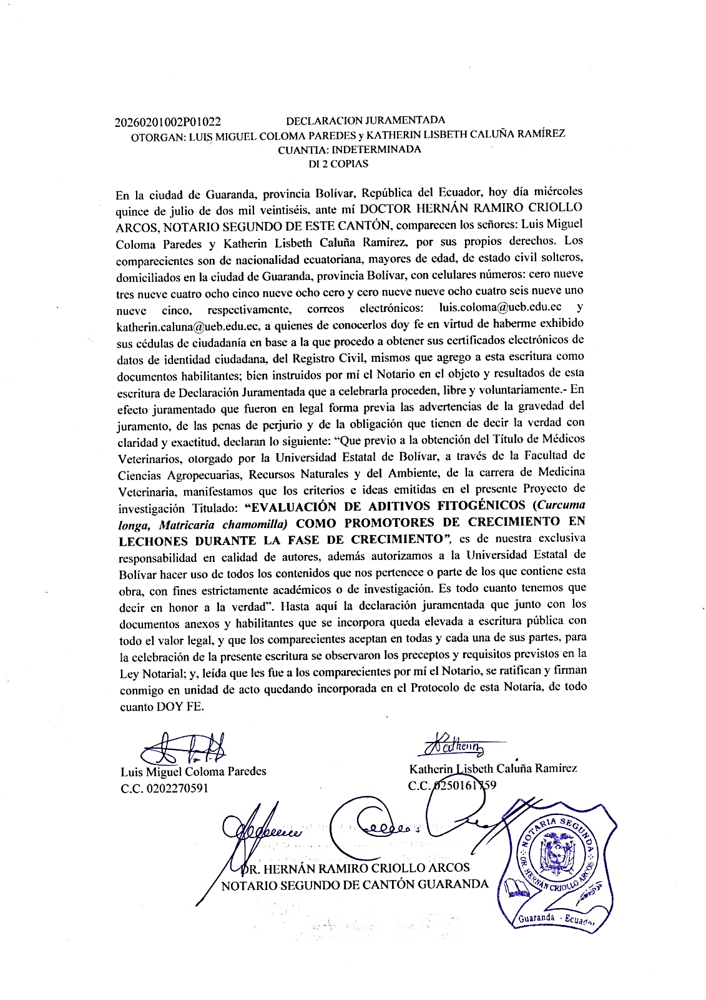 20260201002P01022 DECLARACION JURAMENTADA
OTORGAN: LUIS MIGUEL COLOMA PAREDES y KATHERIN LISBETH CALUÑA RAMÍREZ
CUANTIA: INDETERMINADA
DI 2 COPIAS
En la ciudad de Guaranda, provincia Bolívar, República del Ecuador, hoy día miércoles
quince de julio de dos mil veintiséis, ante mí DOCTOR HERNÁN RAMIRO CRIOLLO
ARCOS, NOTARIO SEGUNDO DE ESTE CANTÓN, comparecen los señores: Luis Miguel
Coloma Paredes y Katherin Lisbeth Caluña Ramírez, por sus propios derechos. Los
comparecientes son de nacionalidad ecuatoriana, mayores de edad, de estado civil solteros,
domiciliados en la ciudad de Guaranda, provincia Bolívar, con celulares números: cero nueve
tres nueve cuatro ocho cinco nueve ocho cero y cero nueve nueve ocho cuatro seis nueve uno
nueve cinco, respectivamente, correos electrónicos: luis.coloma@ueb.edu.ec y
katherin.caluna@ueb.edu.ec, a quienes de conocerlos doy fe en virtud de haberme exhibido
sus cédulas de ciudadanía en base a la que procedo a obtener sus certificados electrónicos de
datos de identidad ciudadana, del Registro Civil, mismos que agrego a esta escritura como
documentos habilitantes; bien instruidos por mí el Notario en el objeto y resultados de esta
escritura de Declaración Juramentada que a celebrarla proceden, libre y voluntariamente.- En
efecto juramentado que fueron en legal forma previa las advertencias de la gravedad del
juramento, de las penas de perjurio y de la obligación que tienen de decir la verdad con
claridad y exactitud, declaran lo siguiente: “Que previo a la obtención del Título de Médicos
Veterinarios, otorgado por la Universidad Estatal de Bolívar, a través de la Facultad de
Ciencias Agropecuarias, Recursos Naturales y del Ambiente, de la carrera de Medicina
Veterinaria, manifestamos que los criterios e ideas emitidas en el presente Proyecto de
investigación Titulado: “EVALUACIÓN DE ADITIVOS FITOGÉNICOS (Curcuma
longa, Matricaria chamomilla) COMO PROMOTORES DE CRECIMIENTO EN
LECHONES DURANTE LA FASE DE CRECIMIENTO”, es de nuestra exclusiva
responsabilidad en calidad de autores, además autorizamos a la Universidad Estatal de
Bolívar hacer uso de todos los contenidos que nos pertenece o parte de los que contiene esta
obra, con fines estrictamente académicos o de investigación. Es todo cuanto tenemos que
decir en honor a la verdad”. Hasta aquí la declaración juramentada que junto con los
documentos anexos y habilitantes que se incorpora queda elevada a escritura pública con
todo el valor legal, y que los comparecientes aceptan en todas y cada una de sus partes, para
la celebración de la presente escritura se observaron los preceptos y requisitos previstos en la
Ley Notarial; y, leída que les fue a los comparecientes por mí el Notario, se ratifican y firman
conmigo en unidad de acto quedando incorporada en el Protocolo de esta Notaría, de todo
cuanto DOY FE.
Katherin
Luis Miguel Coloma Paredes Katherin Lisbeth Caluña Ramírez
C.C. 0202270591 C.C. 0250161759
DR. HERNÁN RAMIRO CRIOLLO ARCOS
NOTARIO SEGUNDO DE CANTÓN GUARANDA
NOTARIA SEGUNDA
DR. HERNÁN CRIOLLO ARCOS
Guaranda - Ecuador